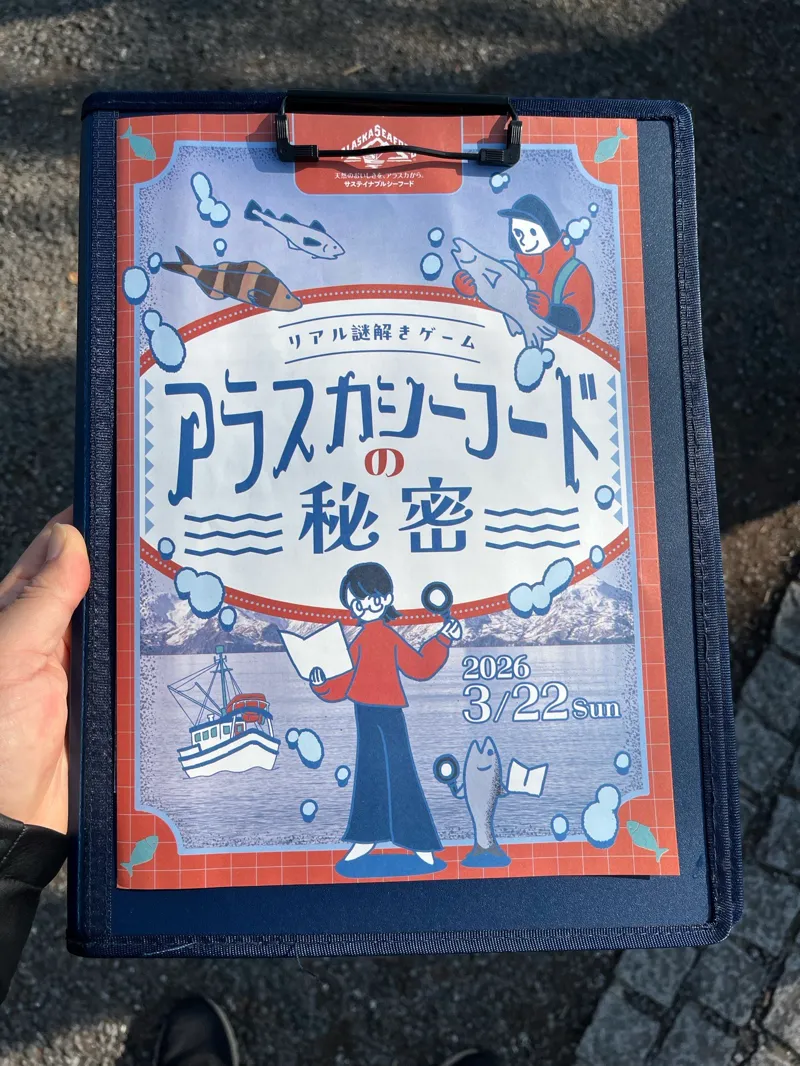 ALASKA SEAFOOD
天然のおいしさを、アラスカから。
サステイナブルシーフード
リアル謎解きゲーム
アラスカシーフード
の
秘密
2026
3/22 Sun